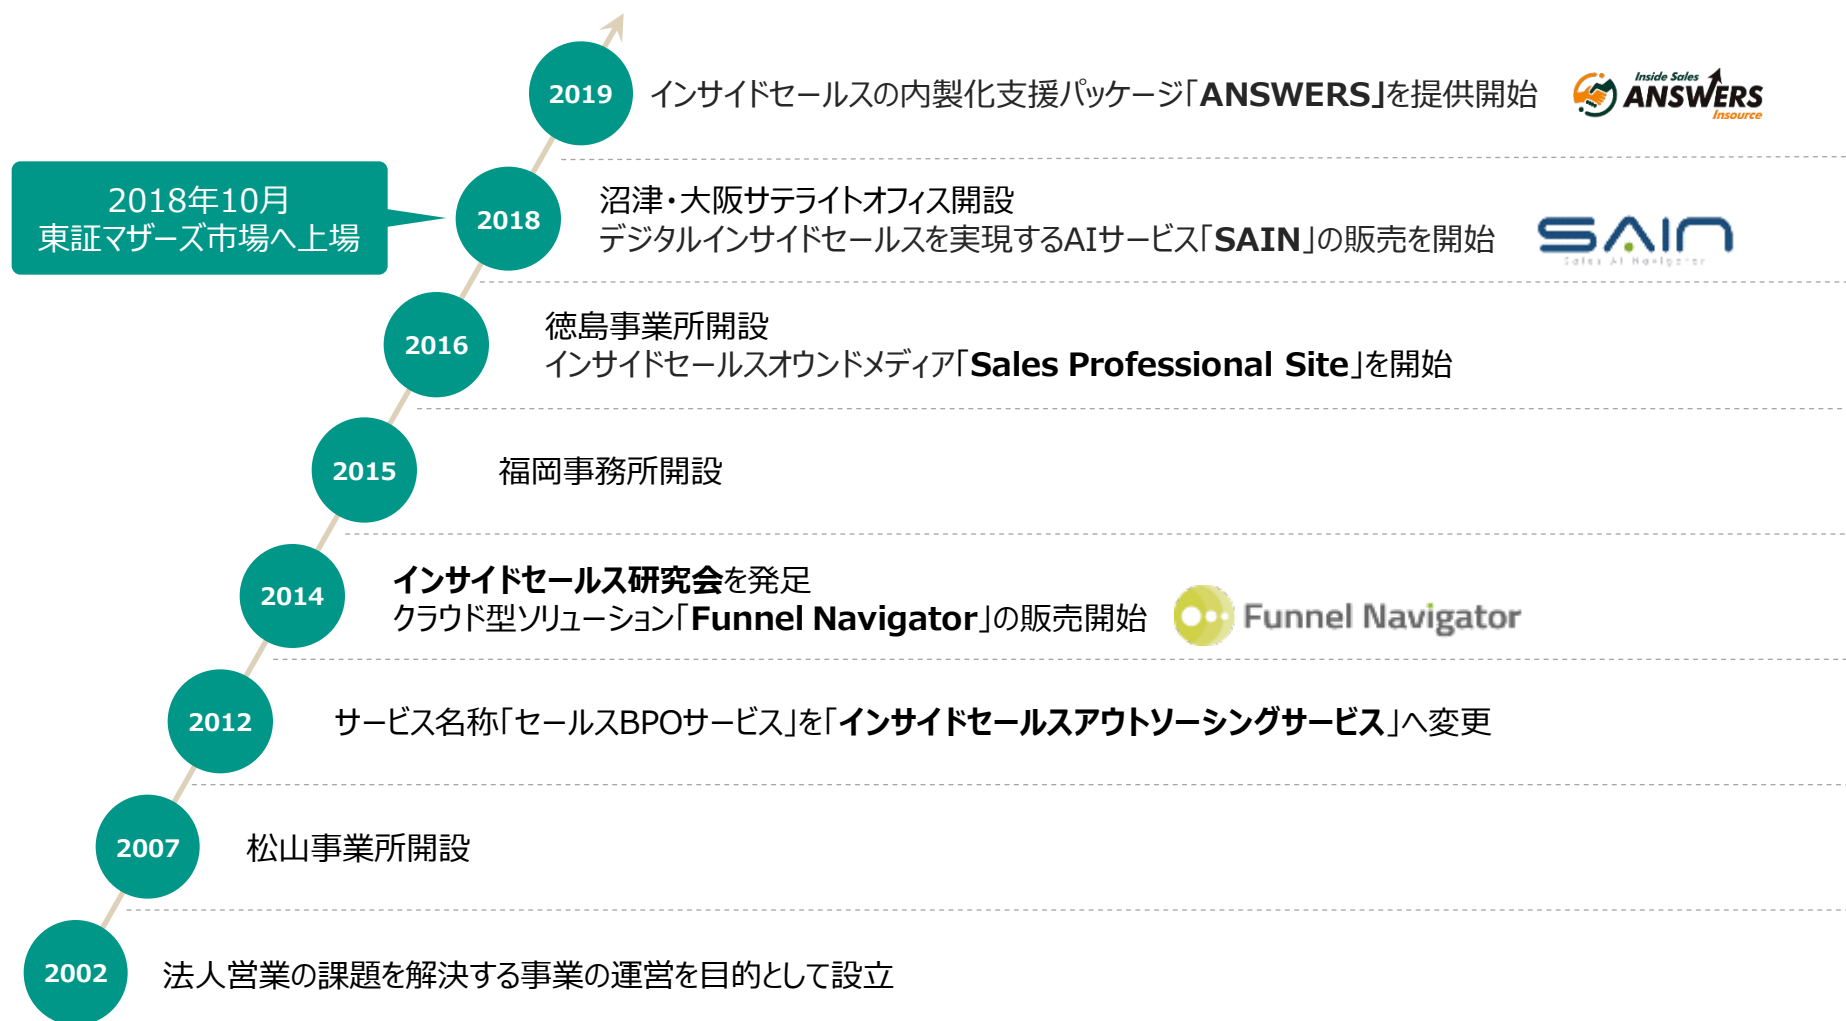 2019
インサイドセールスの内製化支援パッケージ「ANSWERS」を提供開始
Inside Sales
ANSWERS
Insource
2018年10月
東証マザーズ市場へ上場
2018
沼津・大阪サテライトオフィス開設
デジタルインサイドセールスを実現するAIサービス「SAIN」の販売を開始
SAIN
Sales AI Navigator
2016
徳島事業所開設
インサイドセールスオウンドメディア「Sales Professional Site」を開始
2015
福岡事務所開設
2014
インサイドセールス研究会を発足
クラウド型ソリューション「Funnel Navigator」の販売開始
Funnel Navigator
2012
サービス名称「セールスBPOサービス」を「インサイドセールスアウトソーシングサービス」へ変更
2007
松山事業所開設
2002
法人営業の課題を解決する事業の運営を目的として設立